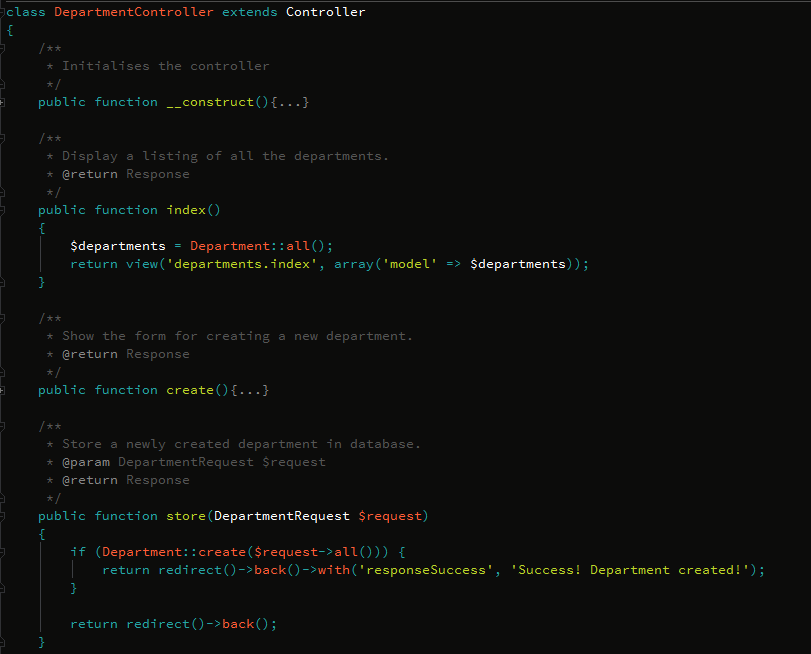 class DepartmentController extends Controller
{
    /**
     * Initialises the controller
     */
    public function __construct(){...}

    /**
     * Display a listing of all the departments.
     * @return Response
     */
    public function index()
    {
        $departments = Department::all();
        return view('departments.index', array('model' => $departments));
    }

    /**
     * Show the form for creating a new department.
     * @return Response
     */
    public function create(){...}

    /**
     * Store a newly created department in database.
     * @param DepartmentRequest $request
     * @return Response
     */
    public function store(DepartmentRequest $request)
    {
        if (Department::create($request->all())) {
            return redirect()->back()->with('responseSuccess', 'Success! Department created!');
        }

        return redirect()->back();
    }